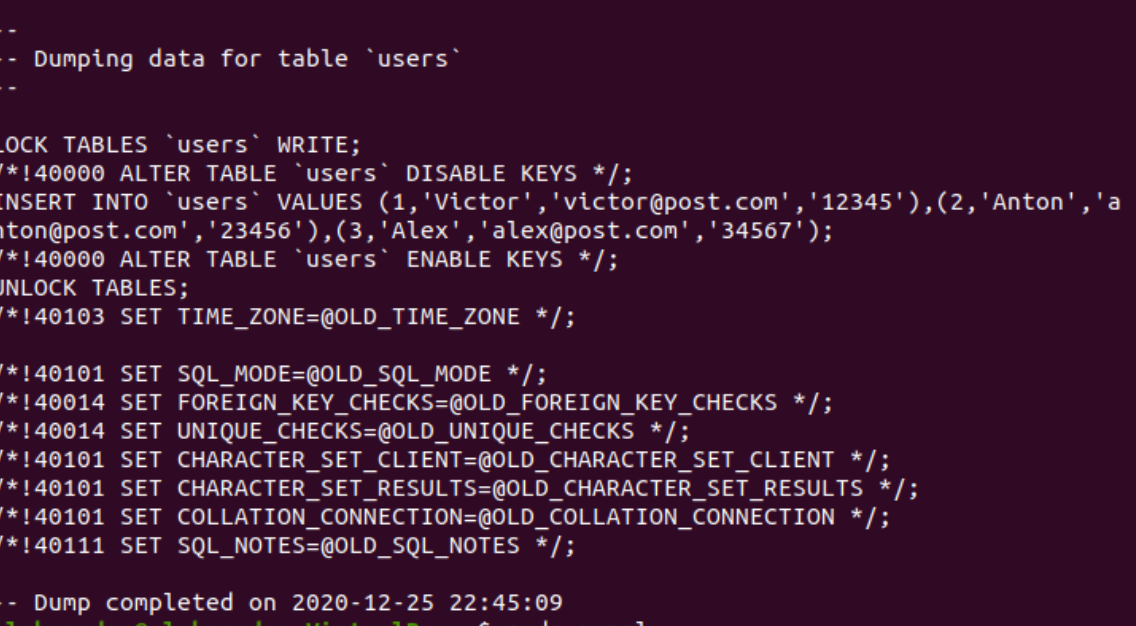 --
-- Dumping data for table `users`
--
LOCK TABLES `users` WRITE;
/*!40000 ALTER TABLE `users` DISABLE KEYS */;
INSERT INTO `users` VALUES (1,'Victor','victor@post.com','12345'),(2,'Anton','a
nton@post.com','23456'),(3,'Alex','alex@post.com','34567');
/*!40000 ALTER TABLE `users` ENABLE KEYS */;
UNLOCK TABLES;
/*!40103 SET TIME_ZONE=@OLD_TIME_ZONE */;
/*!40101 SET SQL_MODE=@OLD_SQL_MODE */;
/*!40014 SET FOREIGN_KEY_CHECKS=@OLD_FOREIGN_KEY_CHECKS */;
/*!40014 SET UNIQUE_CHECKS=@OLD_UNIQUE_CHECKS */;
/*!40101 SET CHARACTER_SET_CLIENT=@OLD_CHARACTER_SET_CLIENT */;
/*!40101 SET CHARACTER_SET_RESULTS=@OLD_CHARACTER_SET_RESULTS */;
/*!40101 SET COLLATION_CONNECTION=@OLD_COLLATION_CONNECTION */;
/*!40111 SET SQL_NOTES=@OLD_SQL_NOTES */;
-- Dump completed on 2020-12-25 22:45:09